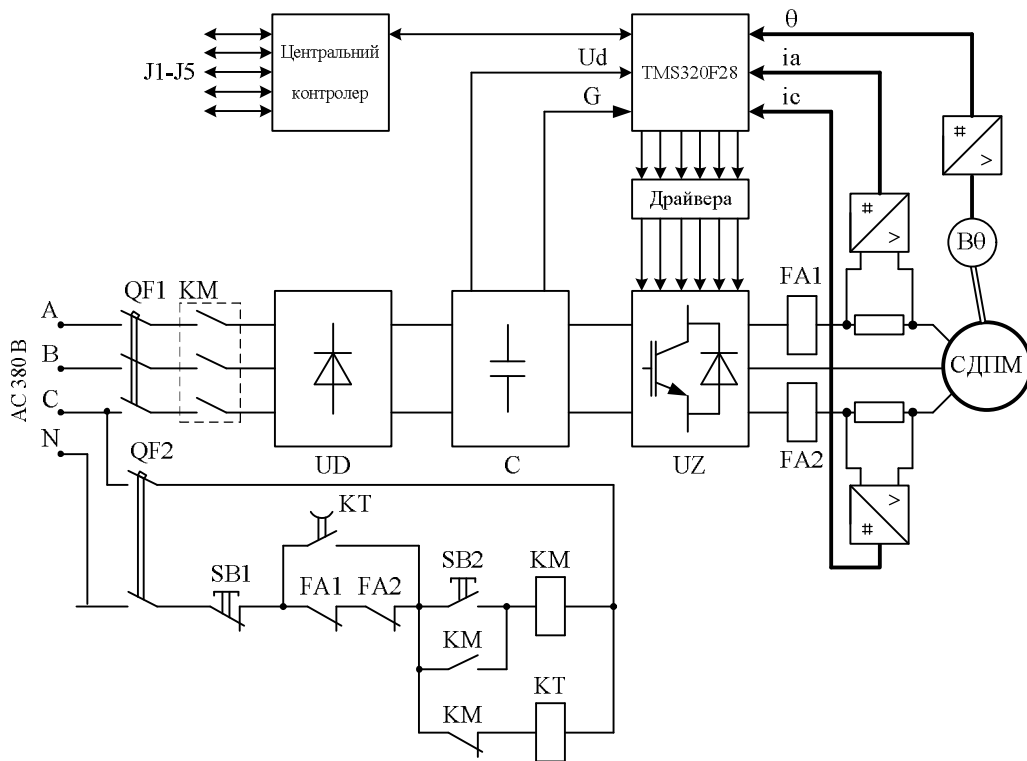 θ
Центральний
контролер
J1-J5
Ud
G
TMS320F28
ia
ic
#
>
Драйвера
#
>
Bθ
QF1
KM
FA1
A
B
C
N
AC 380 В
СДПМ
UD
C
UZ
FA2
QF2
KT
>
#
SB1
FA1
FA2
SB2
KM
KM
KM
KT